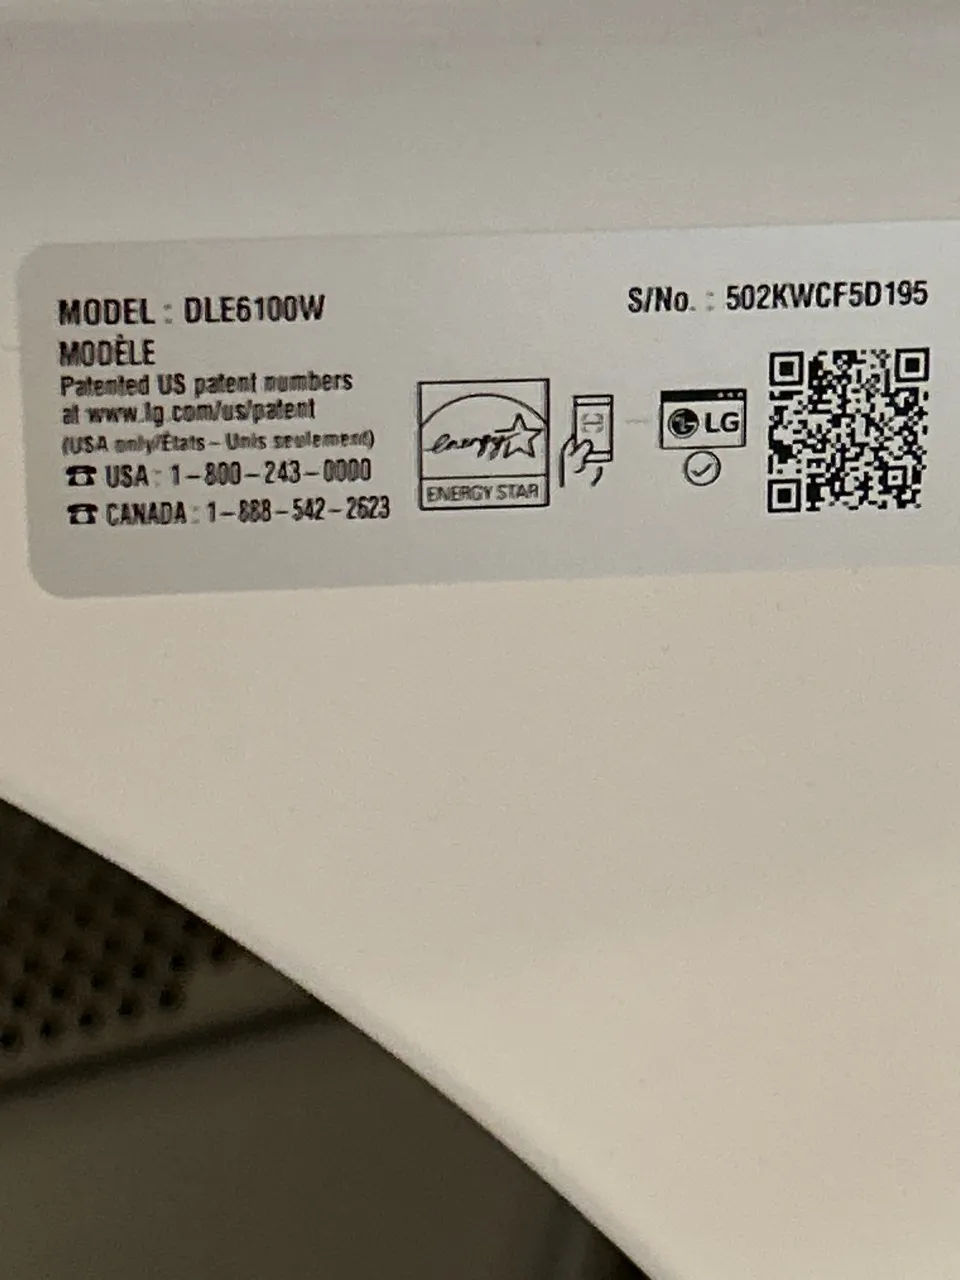 MODEL : DLE6100W
MODÈLE
Patented US patent numbers
at www.lg.com/us/patent
(USA only/États-Unis seulement)
☎ USA : 1-800-243-0000
☎ CANADA : 1-888-542-2623
energy
ENERGY STAR
S/No. : 502KWCF5D195
LG